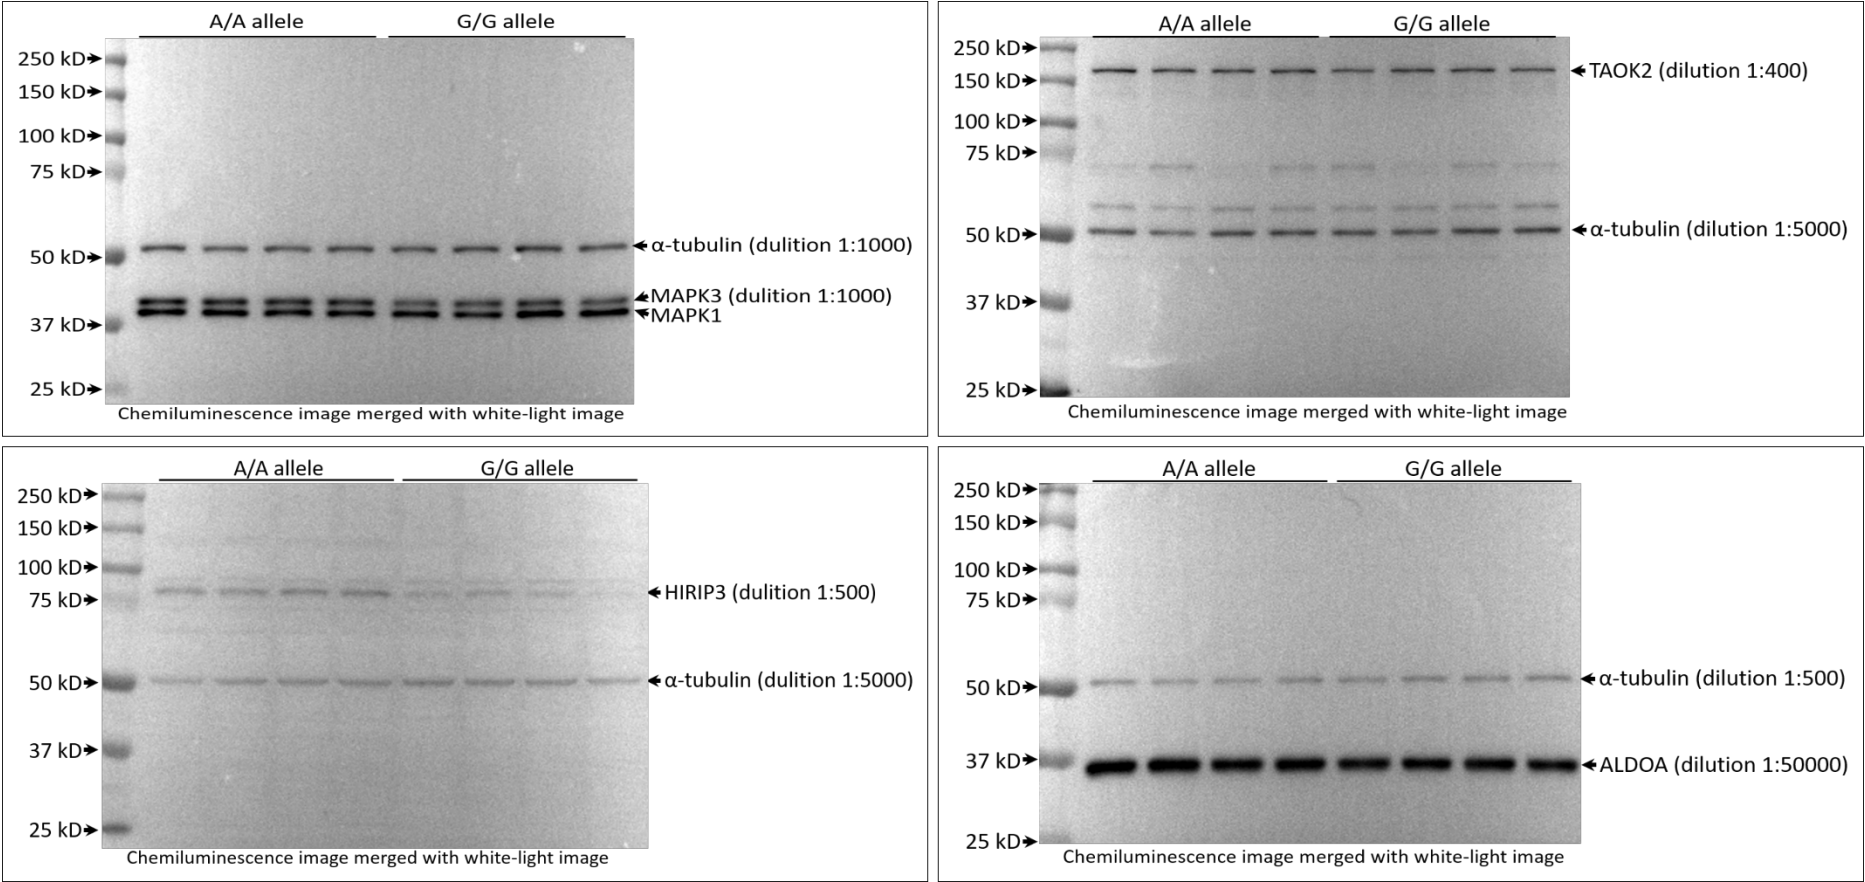 A/A allele G/G allele
250 kD
150 kD
100 kD
75 kD
α-tubulin (dulition 1:1000)
50 kD
MAPK3 (dulition 1:1000)
MAPK1
37 kD
25 kD
Chemiluminescence image merged with white-light image
A/A allele G/G allele
250 kD
TAOK2 (dilution 1:400)
150 kD
100 kD
75 kD
α-tubulin (dilution 1:5000)
50 kD
37 kD
25 kD
Chemiluminescence image merged with white-light image
A/A allele G/G allele
250 kD
150 kD
100 kD
HIRIP3 (dulition 1:500)
75 kD
α-tubulin (dulition 1:5000)
50 kD
37 kD
25 kD
Chemiluminescence image merged with white-light image
A/A allele G/G allele
250 kD
150 kD
100 kD
75 kD
α-tubulin (dilution 1:500)
50 kD
37 kD
ALDOA (dilution 1:50000)
25 kD
Chemiluminescence image merged with white-light image